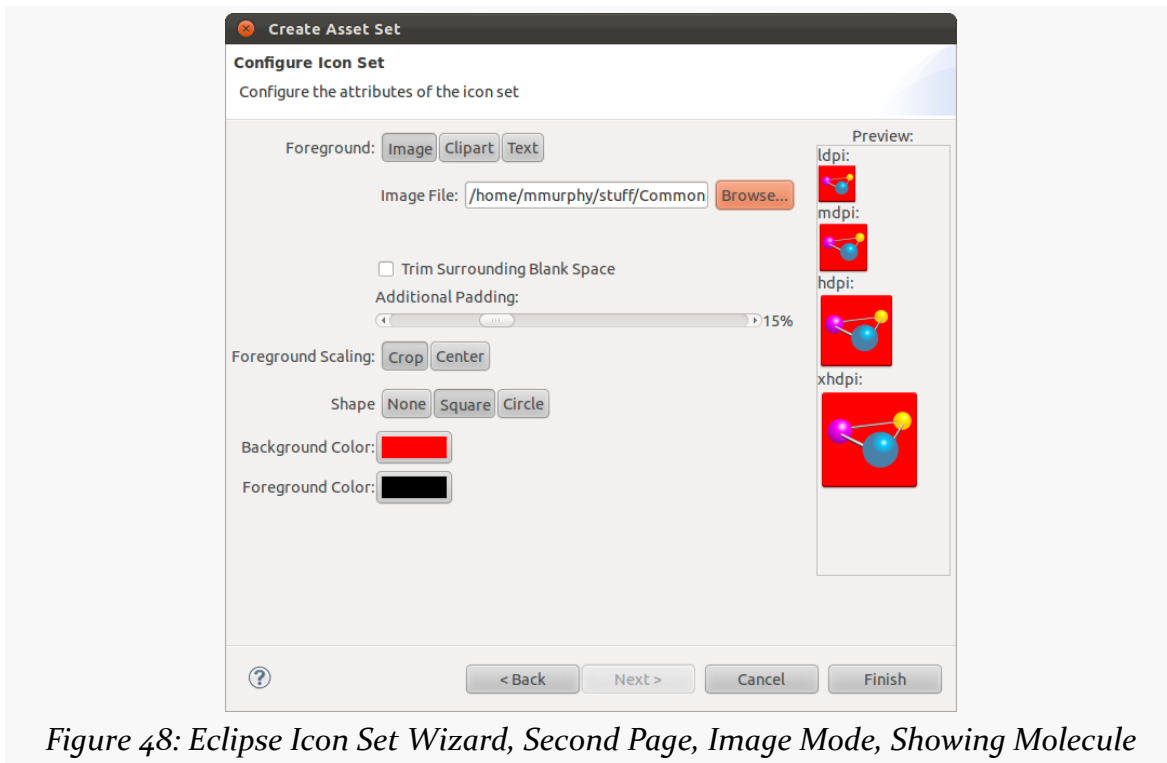 Create Asset Set
Configure Icon Set
Configure the attributes of the icon set
Foreground: Image Clipart Text
Image File: /home/mmurphy/stuff/Common Browse...
Trim Surrounding Blank Space
Additional Padding:
15%
Foreground Scaling: Crop Center
Shape None Square Circle
Background Color:
Foreground Color:
Preview:
ldpi:
mdpi:
hdpi:
xhdpi:
< Back Next > Cancel Finish
Figure 48: Eclipse Icon Set Wizard, Second Page, Image Mode, Showing Molecule